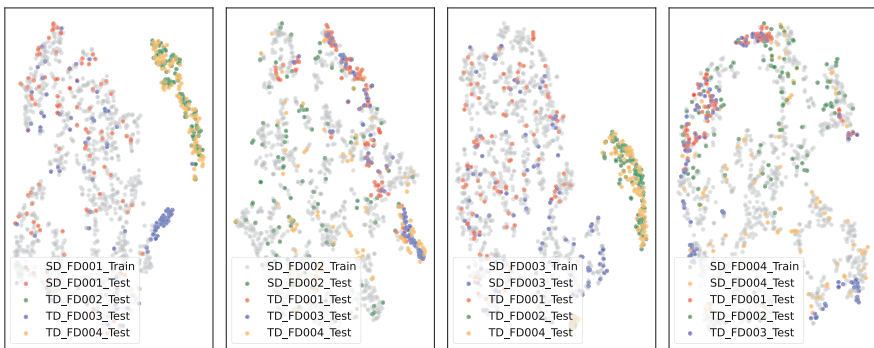 SD_FD001_Train
SD_FD001_Test
TD_FD002_Test
TD_FD003_Test
TD_FD004_Test
SD_FD002_Train
SD_FD002_Test
TD_FD001_Test
TD_FD003_Test
TD_FD004_Test
SD_FD003_Train
SD_FD003_Test
TD_FD001_Test
TD_FD002_Test
TD_FD004_Test
SD_FD004_Train
SD_FD004_Test
TD_FD001_Test
TD_FD002_Test
TD_FD003_Test